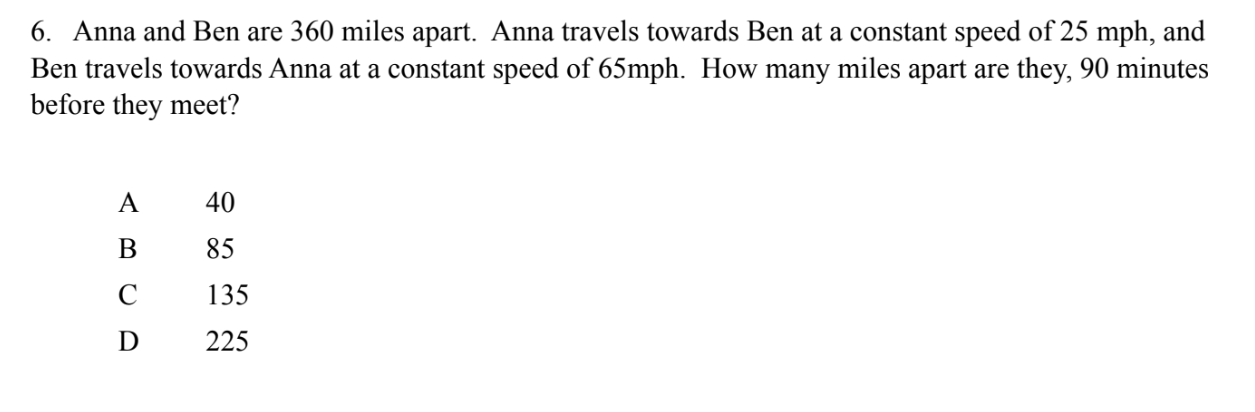 6. Anna and Ben are 360 miles apart. Anna travels towards Ben at a constant speed of 25 mph, and
Ben travels towards Anna at a constant speed of 65mph. How many miles apart are they, 90 minutes
before they meet?
A 40
B 85
C 135
D 225